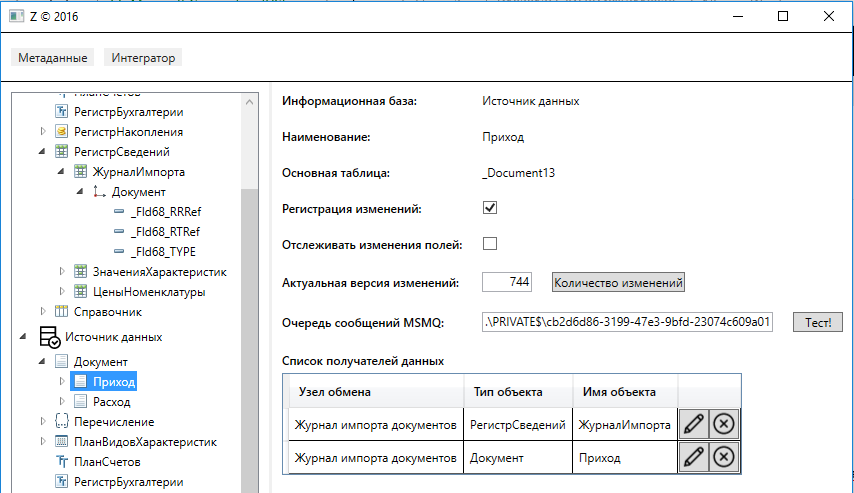 Z © 2016
Метаданные Интегратор
ПланСчетов
РегистрБухгалтерии
РегистрНакопления
РегистрСведений
ЖурналИмпорта
Документ
_Fld68_RRRef
_Fld68_RTRef
_Fld68_TYPE
ЗначенияХарактеристик
ЦеныНоменклатуры
Справочник
Источник данных
Документ
Приход
Расход
Перечисление
ПланВидовХарактеристик
ПланСчетов
РегистрБухгалтерии
Информационная база: Источник данных
Наименование: Приход
Основная таблица: _Document13
Регистрация изменений:
Отслеживать изменения полей:
Актуальная версия изменений: 744 Количество изменений
Очередь сообщений MSMQ: .\PRIVATE$\cb2d6d86-3199-47e3-9bfd-23074c609a01 Тест!
Список получателей данных
Узел обмена Тип объекта Имя объекта
Журнал импорта документов РегистрСведений ЖурналИмпорта
Журнал импорта документов Документ Приход